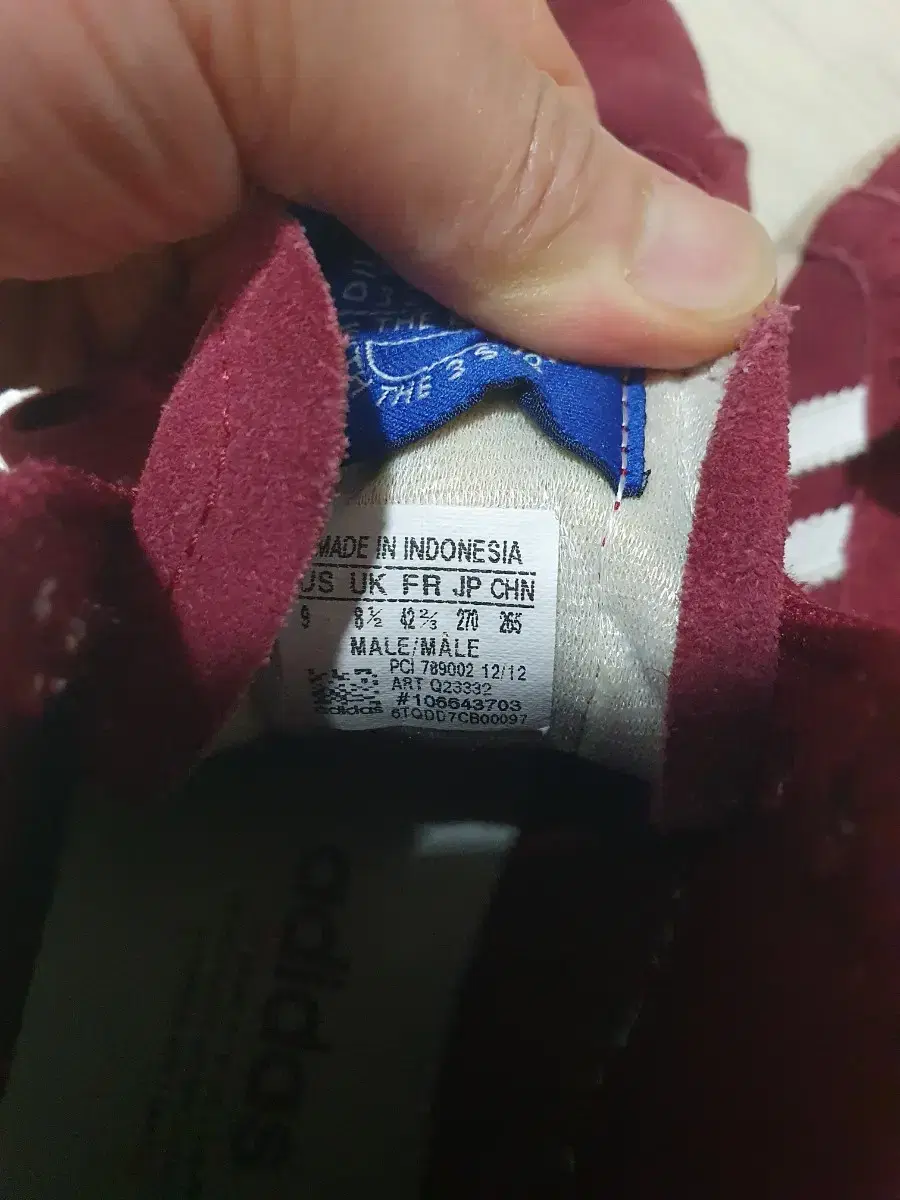 THE
THE 3 S
MADE IN INDONESIA
US UK FR JP CHN
9 8½ 42⅔ 270 265
MALE/MÂLE
PCI 789002 12/12
ART Q23332
#106643703
adidas 6TQDD7CB00097
adidas